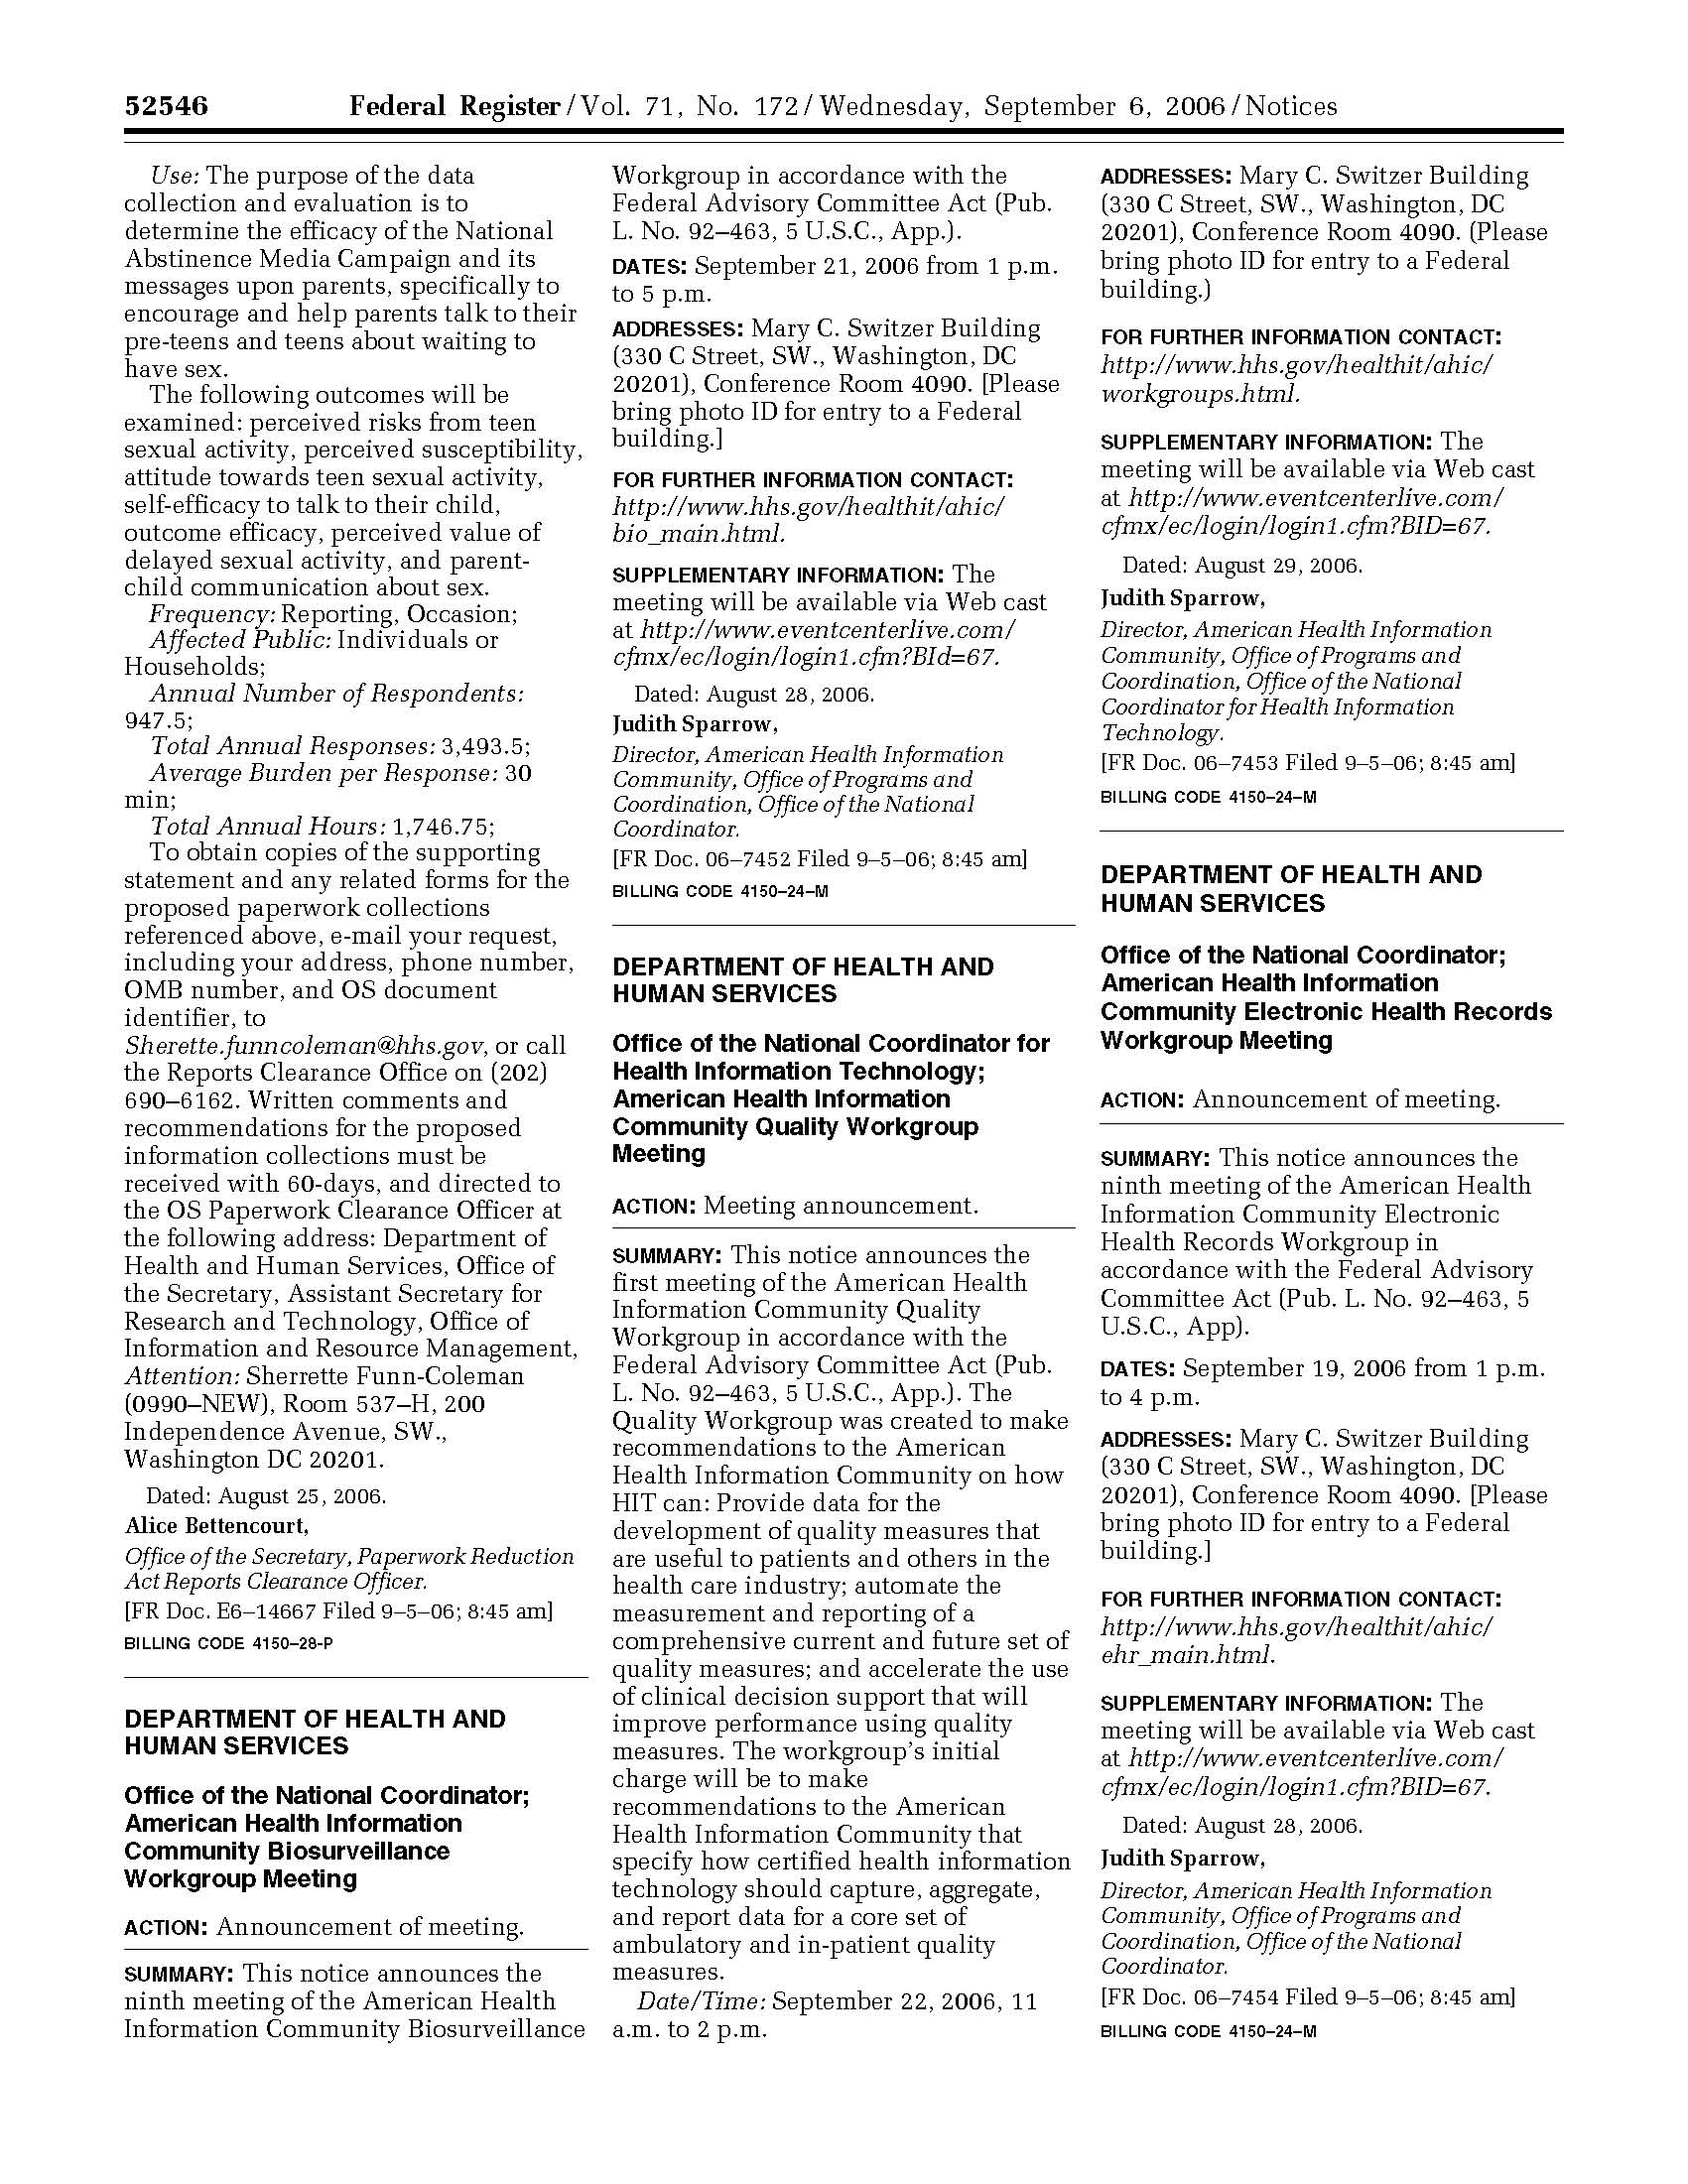 52546 Federal Register / Vol. 71, No. 172 / Wednesday, September 6, 2006 / Notices
Use: The purpose of the data
collection and evaluation is to
determine the efficacy of the National
Abstinence Media Campaign and its
messages upon parents, specifically to
encourage and help parents talk to their
pre-teens and teens about waiting to
have sex.
The following outcomes will be
examined: perceived risks from teen
sexual activity, perceived susceptibility,
attitude towards teen sexual activity,
self-efficacy to talk to their child,
outcome efficacy, perceived value of
delayed sexual activity, and parent-
child communication about sex.
Frequency: Reporting, Occasion;
Affected Public: Individuals or
Households;
Annual Number of Respondents:
947.5;
Total Annual Responses: 3,493.5;
Average Burden per Response: 30
min;
Total Annual Hours: 1,746.75;
To obtain copies of the supporting
statement and any related forms for the
proposed paperwork collections
referenced above, e-mail your request,
including your address, phone number,
OMB number, and OS document
identifier, to
Sherette.funncoleman@hhs.gov, or call
the Reports Clearance Office on (202)
690–6162. Written comments and
recommendations for the proposed
information collections must be
received with 60-days, and directed to
the OS Paperwork Clearance Officer at
the following address: Department of
Health and Human Services, Office of
the Secretary, Assistant Secretary for
Research and Technology, Office of
Information and Resource Management,
Attention: Sherrette Funn-Coleman
(0990–NEW), Room 537–H, 200
Independence Avenue, SW.,
Washington DC 20201.
Dated: August 25, 2006.
Alice Bettencourt,
Office of the Secretary, Paperwork Reduction
Act Reports Clearance Officer.
[FR Doc. E6–14667 Filed 9–5–06; 8:45 am]
BILLING CODE 4150–28-P
DEPARTMENT OF HEALTH AND
HUMAN SERVICES
Office of the National Coordinator;
American Health Information
Community Biosurveillance
Workgroup Meeting
ACTION: Announcement of meeting.
SUMMARY: This notice announces the
ninth meeting of the American Health
Information Community Biosurveillance
Workgroup in accordance with the
Federal Advisory Committee Act (Pub.
L. No. 92–463, 5 U.S.C., App.).
DATES: September 21, 2006 from 1 p.m.
to 5 p.m.
ADDRESSES: Mary C. Switzer Building
(330 C Street, SW., Washington, DC
20201), Conference Room 4090. [Please
bring photo ID for entry to a Federal
building.]
FOR FURTHER INFORMATION CONTACT:
http://www.hhs.gov/healthit/ahic/
bio_main.html.
SUPPLEMENTARY INFORMATION: The
meeting will be available via Web cast
at http://www.eventcenterlive.com/
cfmx/ec/login/login1.cfm?BId=67.
Dated: August 28, 2006.
Judith Sparrow,
Director, American Health Information
Community, Office of Programs and
Coordination, Office of the National
Coordinator.
[FR Doc. 06–7452 Filed 9–5–06; 8:45 am]
BILLING CODE 4150–24–M
DEPARTMENT OF HEALTH AND
HUMAN SERVICES
Office of the National Coordinator for
Health Information Technology;
American Health Information
Community Quality Workgroup
Meeting
ACTION: Meeting announcement.
SUMMARY: This notice announces the
first meeting of the American Health
Information Community Quality
Workgroup in accordance with the
Federal Advisory Committee Act (Pub.
L. No. 92–463, 5 U.S.C., App.). The
Quality Workgroup was created to make
recommendations to the American
Health Information Community on how
HIT can: Provide data for the
development of quality measures that
are useful to patients and others in the
health care industry; automate the
measurement and reporting of a
comprehensive current and future set of
quality measures; and accelerate the use
of clinical decision support that will
improve performance using quality
measures. The workgroup's initial
charge will be to make
recommendations to the American
Health Information Community that
specify how certified health information
technology should capture, aggregate,
and report data for a core set of
ambulatory and in-patient quality
measures.
Date/Time: September 22, 2006, 11
a.m. to 2 p.m.
ADDRESSES: Mary C. Switzer Building
(330 C Street, SW., Washington, DC
20201), Conference Room 4090. (Please
bring photo ID for entry to a Federal
building.)
FOR FURTHER INFORMATION CONTACT:
http://www.hhs.gov/healthit/ahic/
workgroups.html.
SUPPLEMENTARY INFORMATION: The
meeting will be available via Web cast
at http://www.eventcenterlive.com/
cfmx/ec/login/login1.cfm?BID=67.
Dated: August 29, 2006.
Judith Sparrow,
Director, American Health Information
Community, Office of Programs and
Coordination, Office of the National
Coordinator for Health Information
Technology.
[FR Doc. 06–7453 Filed 9–5–06; 8:45 am]
BILLING CODE 4150–24–M
DEPARTMENT OF HEALTH AND
HUMAN SERVICES
Office of the National Coordinator;
American Health Information
Community Electronic Health Records
Workgroup Meeting
ACTION: Announcement of meeting.
SUMMARY: This notice announces the
ninth meeting of the American Health
Information Community Electronic
Health Records Workgroup in
accordance with the Federal Advisory
Committee Act (Pub. L. No. 92–463, 5
U.S.C., App).
DATES: September 19, 2006 from 1 p.m.
to 4 p.m.
ADDRESSES: Mary C. Switzer Building
(330 C Street, SW., Washington, DC
20201), Conference Room 4090. [Please
bring photo ID for entry to a Federal
building.]
FOR FURTHER INFORMATION CONTACT:
http://www.hhs.gov/healthit/ahic/
ehr_main.html.
SUPPLEMENTARY INFORMATION: The
meeting will be available via Web cast
at http://www.eventcenterlive.com/
cfmx/ec/login/login1.cfm?BID=67.
Dated: August 28, 2006.
Judith Sparrow,
Director, American Health Information
Community, Office of Programs and
Coordination, Office of the National
Coordinator.
[FR Doc. 06–7454 Filed 9–5–06; 8:45 am]
BILLING CODE 4150–24–M